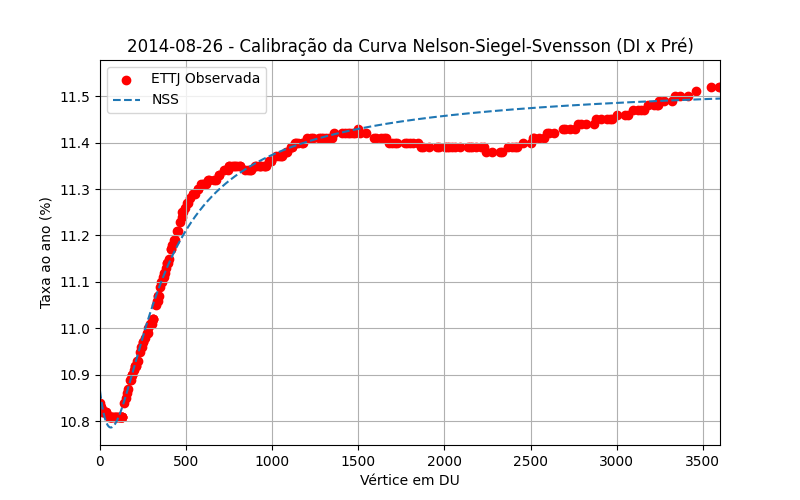 2014-08-26 - Calibração da Curva Nelson-Siegel-Svensson (DI x Pré)
ETTJ Observada
NSS
Taxa ao ano (%)
11.5
11.4
11.3
11.2
11.1
11.0
10.9
10.8
0 500 1000 1500 2000 2500 3000 3500
Vértice em DU